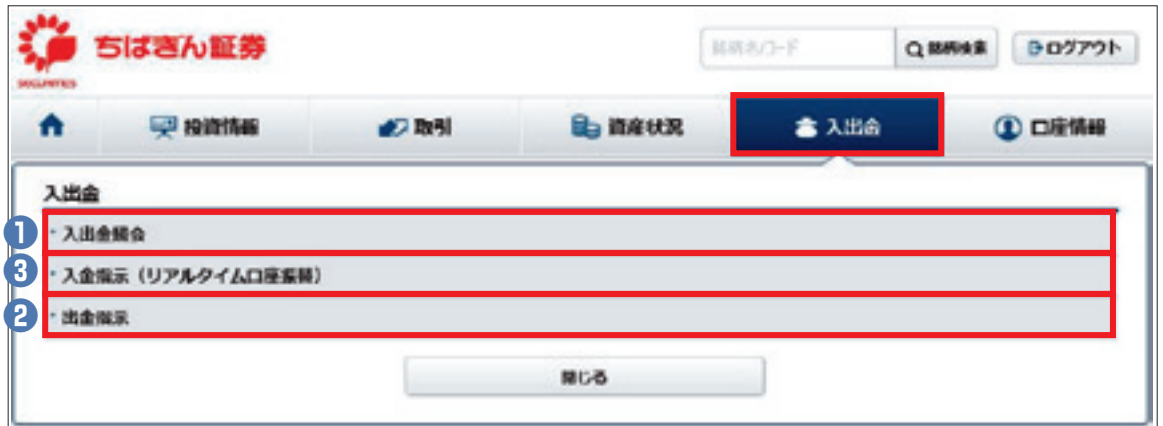 ちばぎん証券
SECURITIES
銘柄名/コード
銘柄検索
ログアウト
投資情報
取引
資産状況
入出金
口座情報
入出金
1 入出金照会
3 入金指示（リアルタイム口座振替）
2 出金指示
閉じる